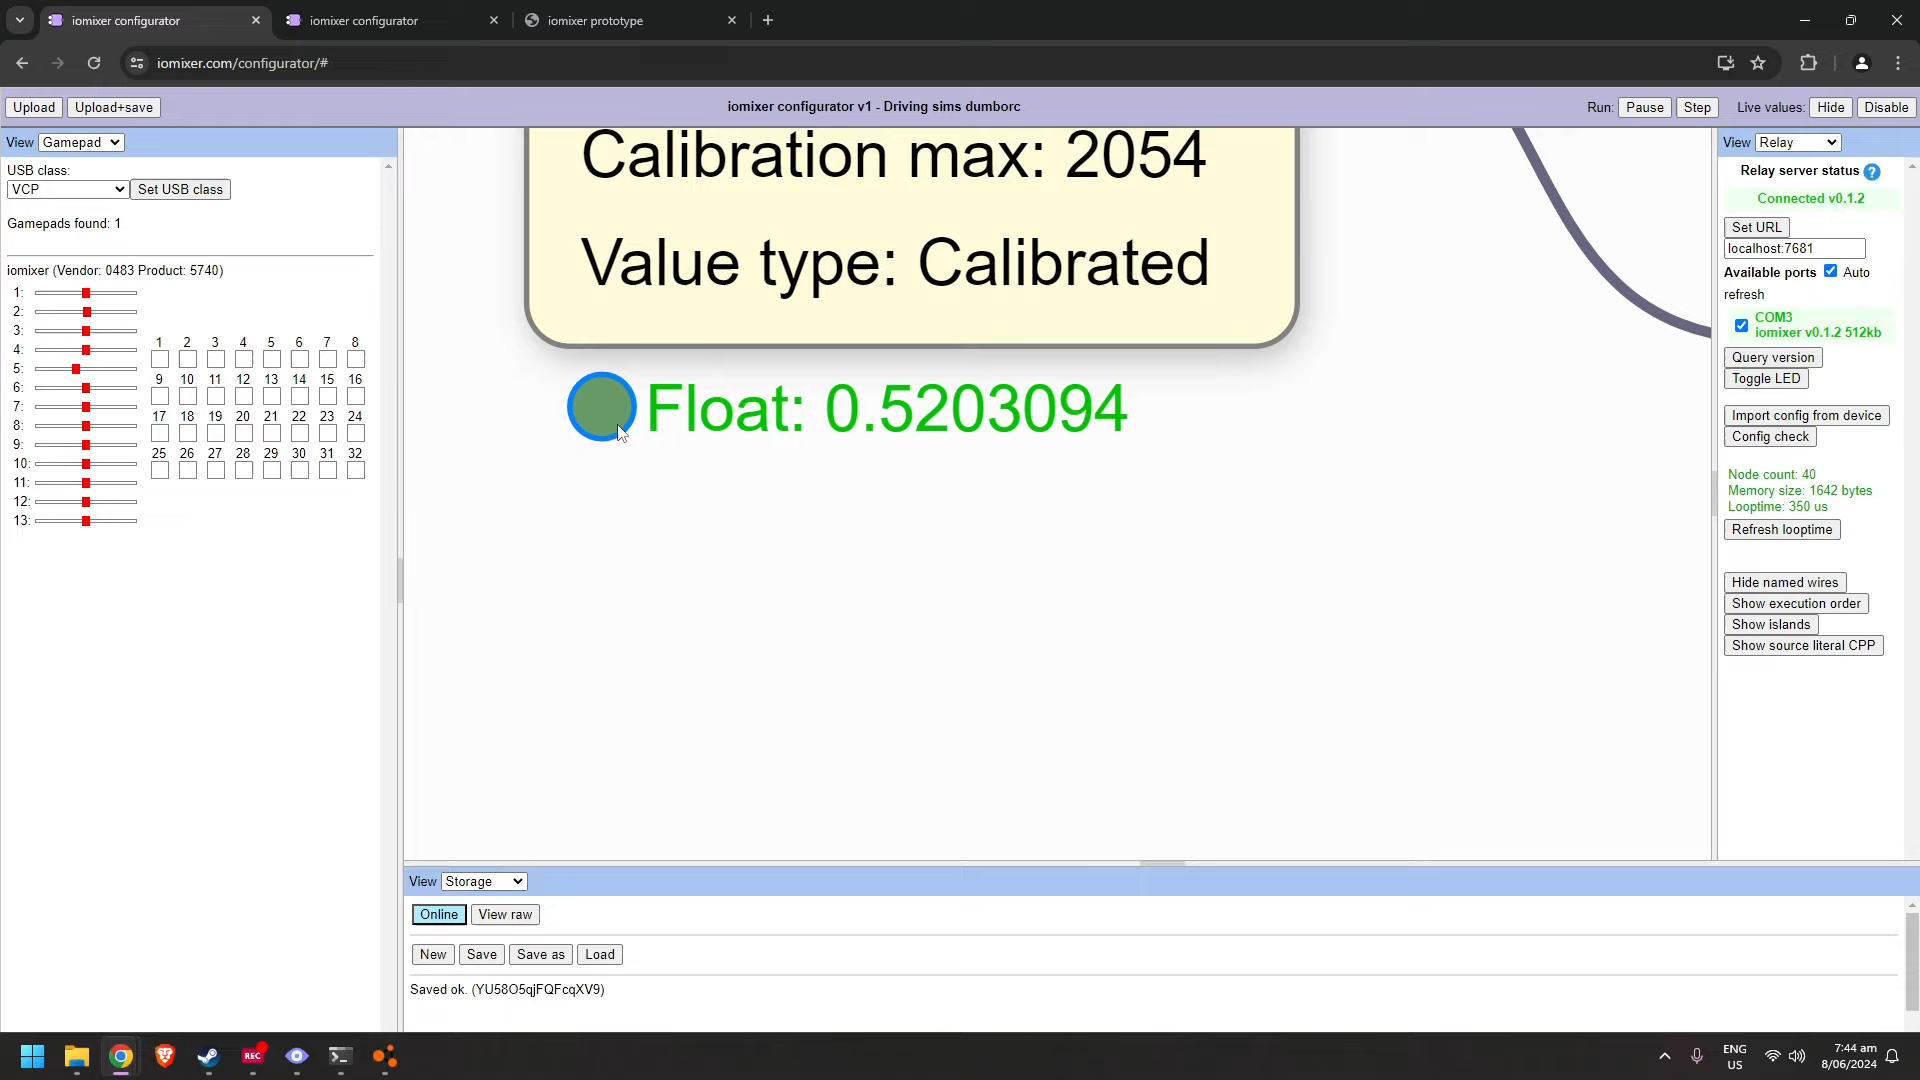 iomixer configurator
iomixer configurator
iomixer prototype
iomixer.com/configurator/#
Upload
Upload+save
iomixer configurator v1 - Driving sims dumborc
Run:
Pause
Step
Live values:
Hide
Disable
View
Gamepad
USB class:
VCP
Set USB class
Gamepads found: 1
iomixer (Vendor: 0483 Product: 5740)
1:
2:
3:
4:
5:
6:
7:
8:
9:
10:
11:
12:
13:
1 2 3 4 5 6 7 8
9 10 11 12 13 14 15 16
17 18 19 20 21 22 23 24
25 26 27 28 29 30 31 32
Calibration max: 2054
Value type: Calibrated
Float: 0.5203094
View
Relay
Relay server status ?
Connected v0.1.2
Set URL
localhost:7681
Available ports Auto
refresh
COM3
iomixer v0.1.2 512kb
Query version
Toggle LED
Import config from device
Config check
Node count: 40
Memory size: 1642 bytes
Looptime: 350 us
Refresh looptime
Hide named wires
Show execution order
Show islands
Show source literal CPP
View
Storage
Online
View raw
New
Save
Save as
Load
Saved ok. (YU58O5qjFQFcqXV9)
REC
ENG
US
7:44 am
8/06/2024